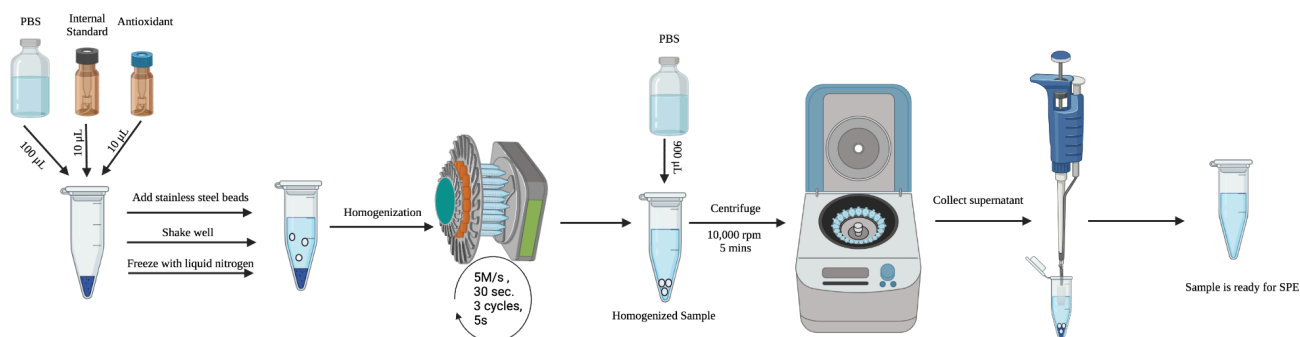 PBS
Internal
Standard
Antioxidant
100 µL
10 µL
10 µL
Add stainless steel beads
Shake well
Freeze with liquid nitrogen
Homogenization
5M/s ,
30 sec.
3 cycles,
5s
PBS
900 µL
Homogenized Sample
Centrifuge
10,000 rpm
5 mins
Collect supernatant
Sample is ready for SPE